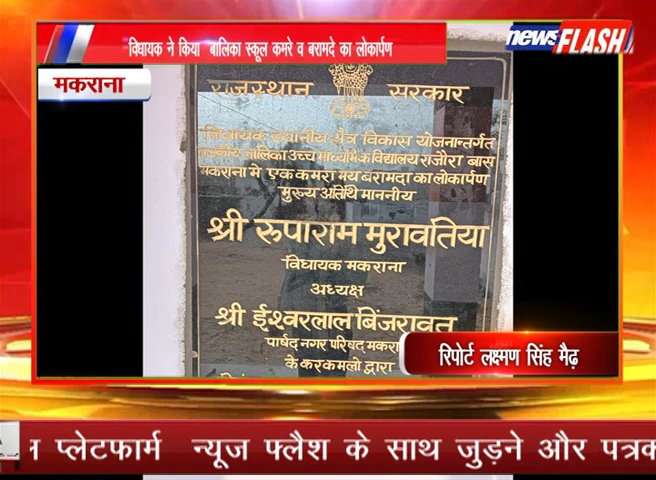 विधायक ने किया बालिका स्कूल कमरे व बरामदे का लोकार्पण
news FLASH
मकराना
राजस्थान सरकार
विधायक स्थानीय क्षैत्र विकास योजनान्तर्गत
राजकीय बालिका उच्च माध्यमिक विद्यालय राजोरा बास
मकराना मे एक कमरा मय बरामदा का लोकार्पण
मुख्य अतिथि माननीय
श्री रुपाराम मुरावतिया
विधायक मकराना
अध्यक्ष
श्री ईश्वरलाल बिंजरावत
पार्षद नगर परिषद मकरा
के करकमलो द्वारा
रिपोर्ट लक्ष्मण सिंह मैढ़
प्लेटफार्म न्यूज फ्लैश के साथ जुड़ने और पत्रक